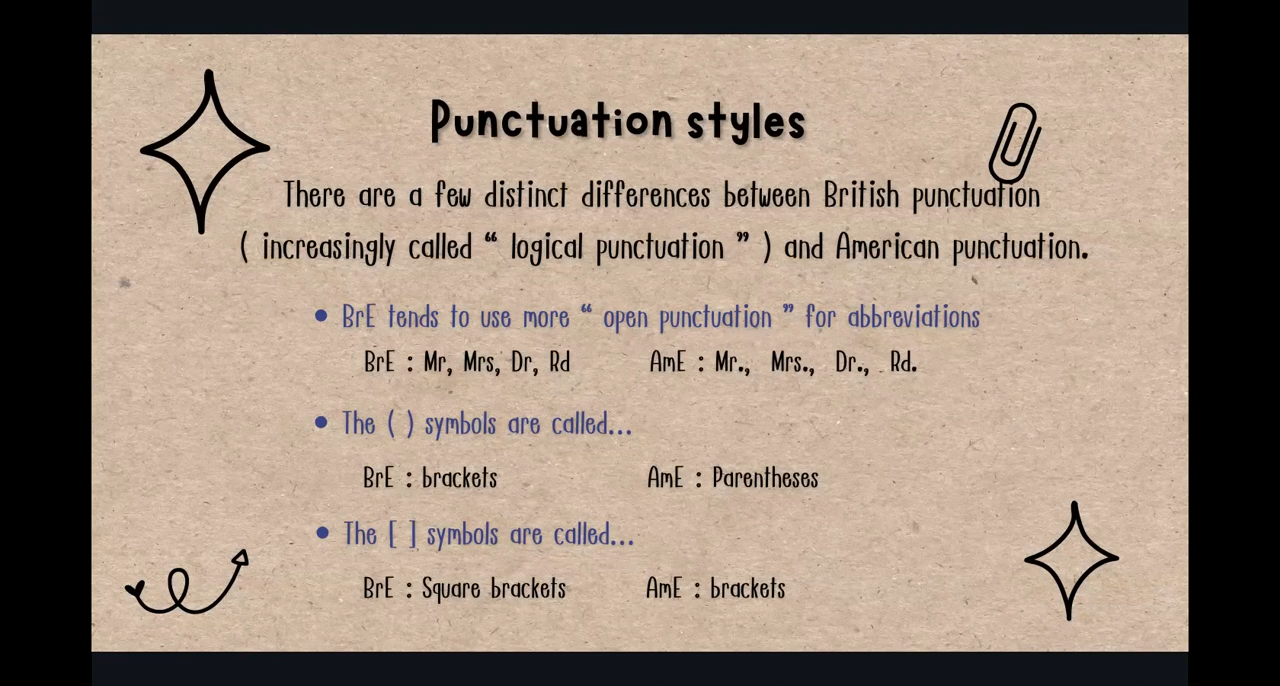 Punctuation styles
There are a few distinct differences between British punctuation
( increasingly called “ logical punctuation ” ) and American punctuation.
• BrE tends to use more “ open punctuation ” for abbreviations
BrE : Mr, Mrs, Dr, Rd AmE : Mr., Mrs., Dr., Rd.
• The ( ) symbols are called...
BrE : brackets AmE : Parentheses
• The [ ] symbols are called...
BrE : Square brackets AmE : brackets